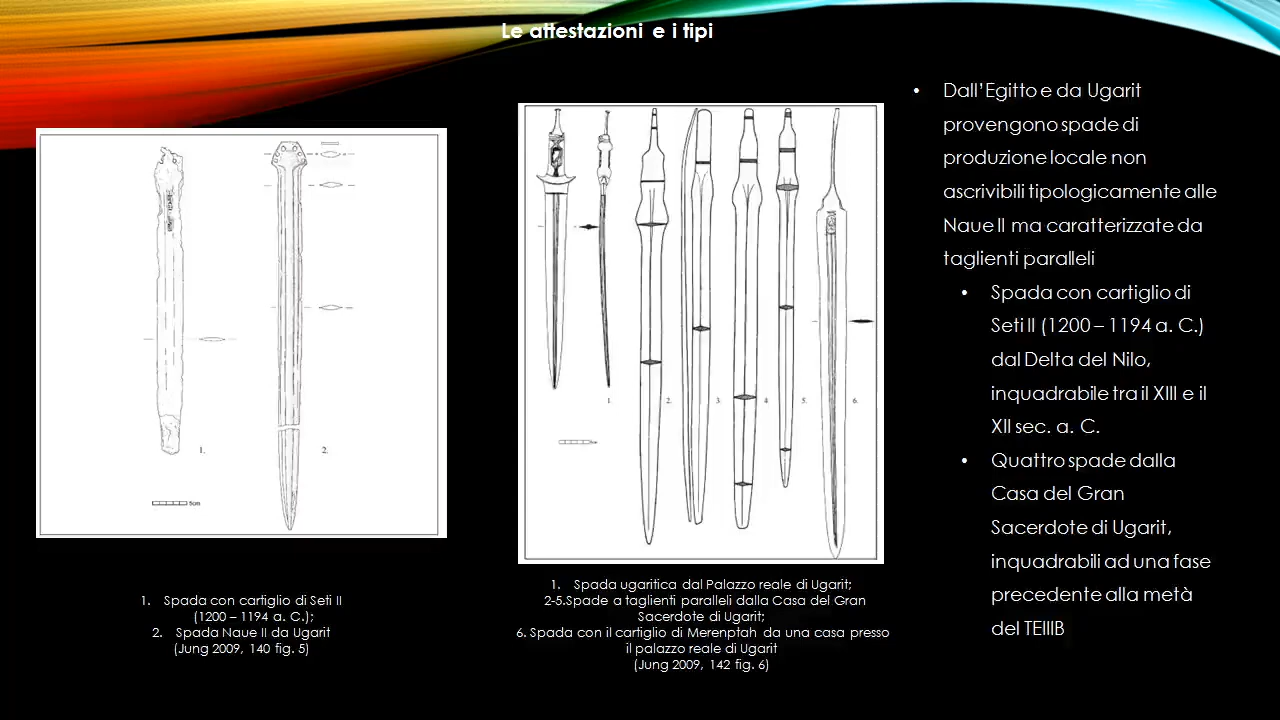 Le attestazioni e i tipi
1.
2.
5cm
1. Spada con cartiglio di Seti II
(1200 – 1194 a. C.);
2. Spada Naue II da Ugarit
(Jung 2009, 140 fig. 5)
1.
2.
3.
4.
5.
6.
1. Spada ugaritica dal Palazzo reale di Ugarit;
2-5.Spade a taglienti paralleli dalla Casa del Gran
Sacerdote di Ugarit;
6. Spada con il cartiglio di Merenptah da una casa presso
il palazzo reale di Ugarit
(Jung 2009, 142 fig. 6)
• Dall'Egitto e da Ugarit
provengono spade di
produzione locale non
ascrivibili tipologicamente alle
Naue II ma caratterizzate da
taglienti paralleli
• Spada con cartiglio di
Seti II (1200 – 1194 a. C.)
dal Delta del Nilo,
inquadrabile tra il XIII e il
XII sec. a. C.
• Quattro spade dalla
Casa del Gran
Sacerdote di Ugarit,
inquadrabili ad una fase
precedente alla metà
del TEIIIB